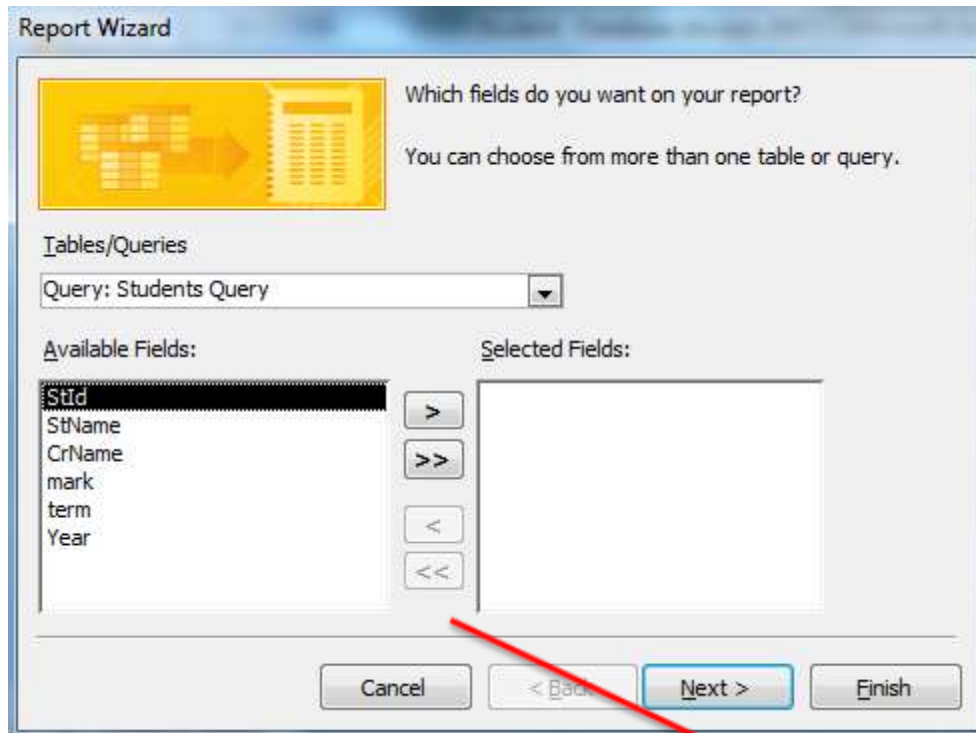 Report Wizard
Which fields do you want on your report?
You can choose from more than one table or query.
Tables/Queries
Query: Students Query
Available Fields:
Selected Fields:
StId
StName
CrName
mark
term
Year
>
>>
<
<<
Cancel
< Back
Next >
Finish